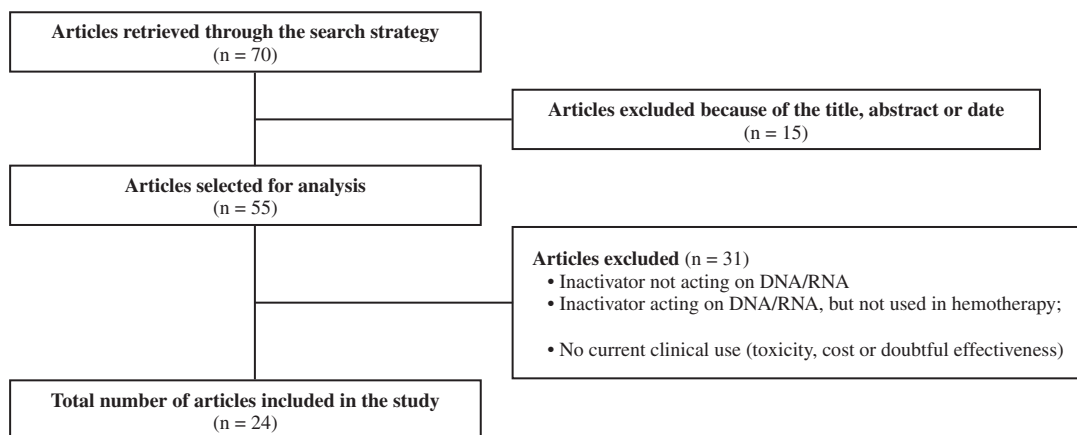 Articles retrieved through the search strategy
(n = 70)
Articles excluded because of the title, abstract or date
(n = 15)
Articles selected for analysis
(n = 55)
Articles excluded (n = 31)
• Inactivator not acting on DNA/RNA
• Inactivator acting on DNA/RNA, but not used in hemotherapy;
• No current clinical use (toxicity, cost or doubtful effectiveness)
Total number of articles included in the study
(n = 24)